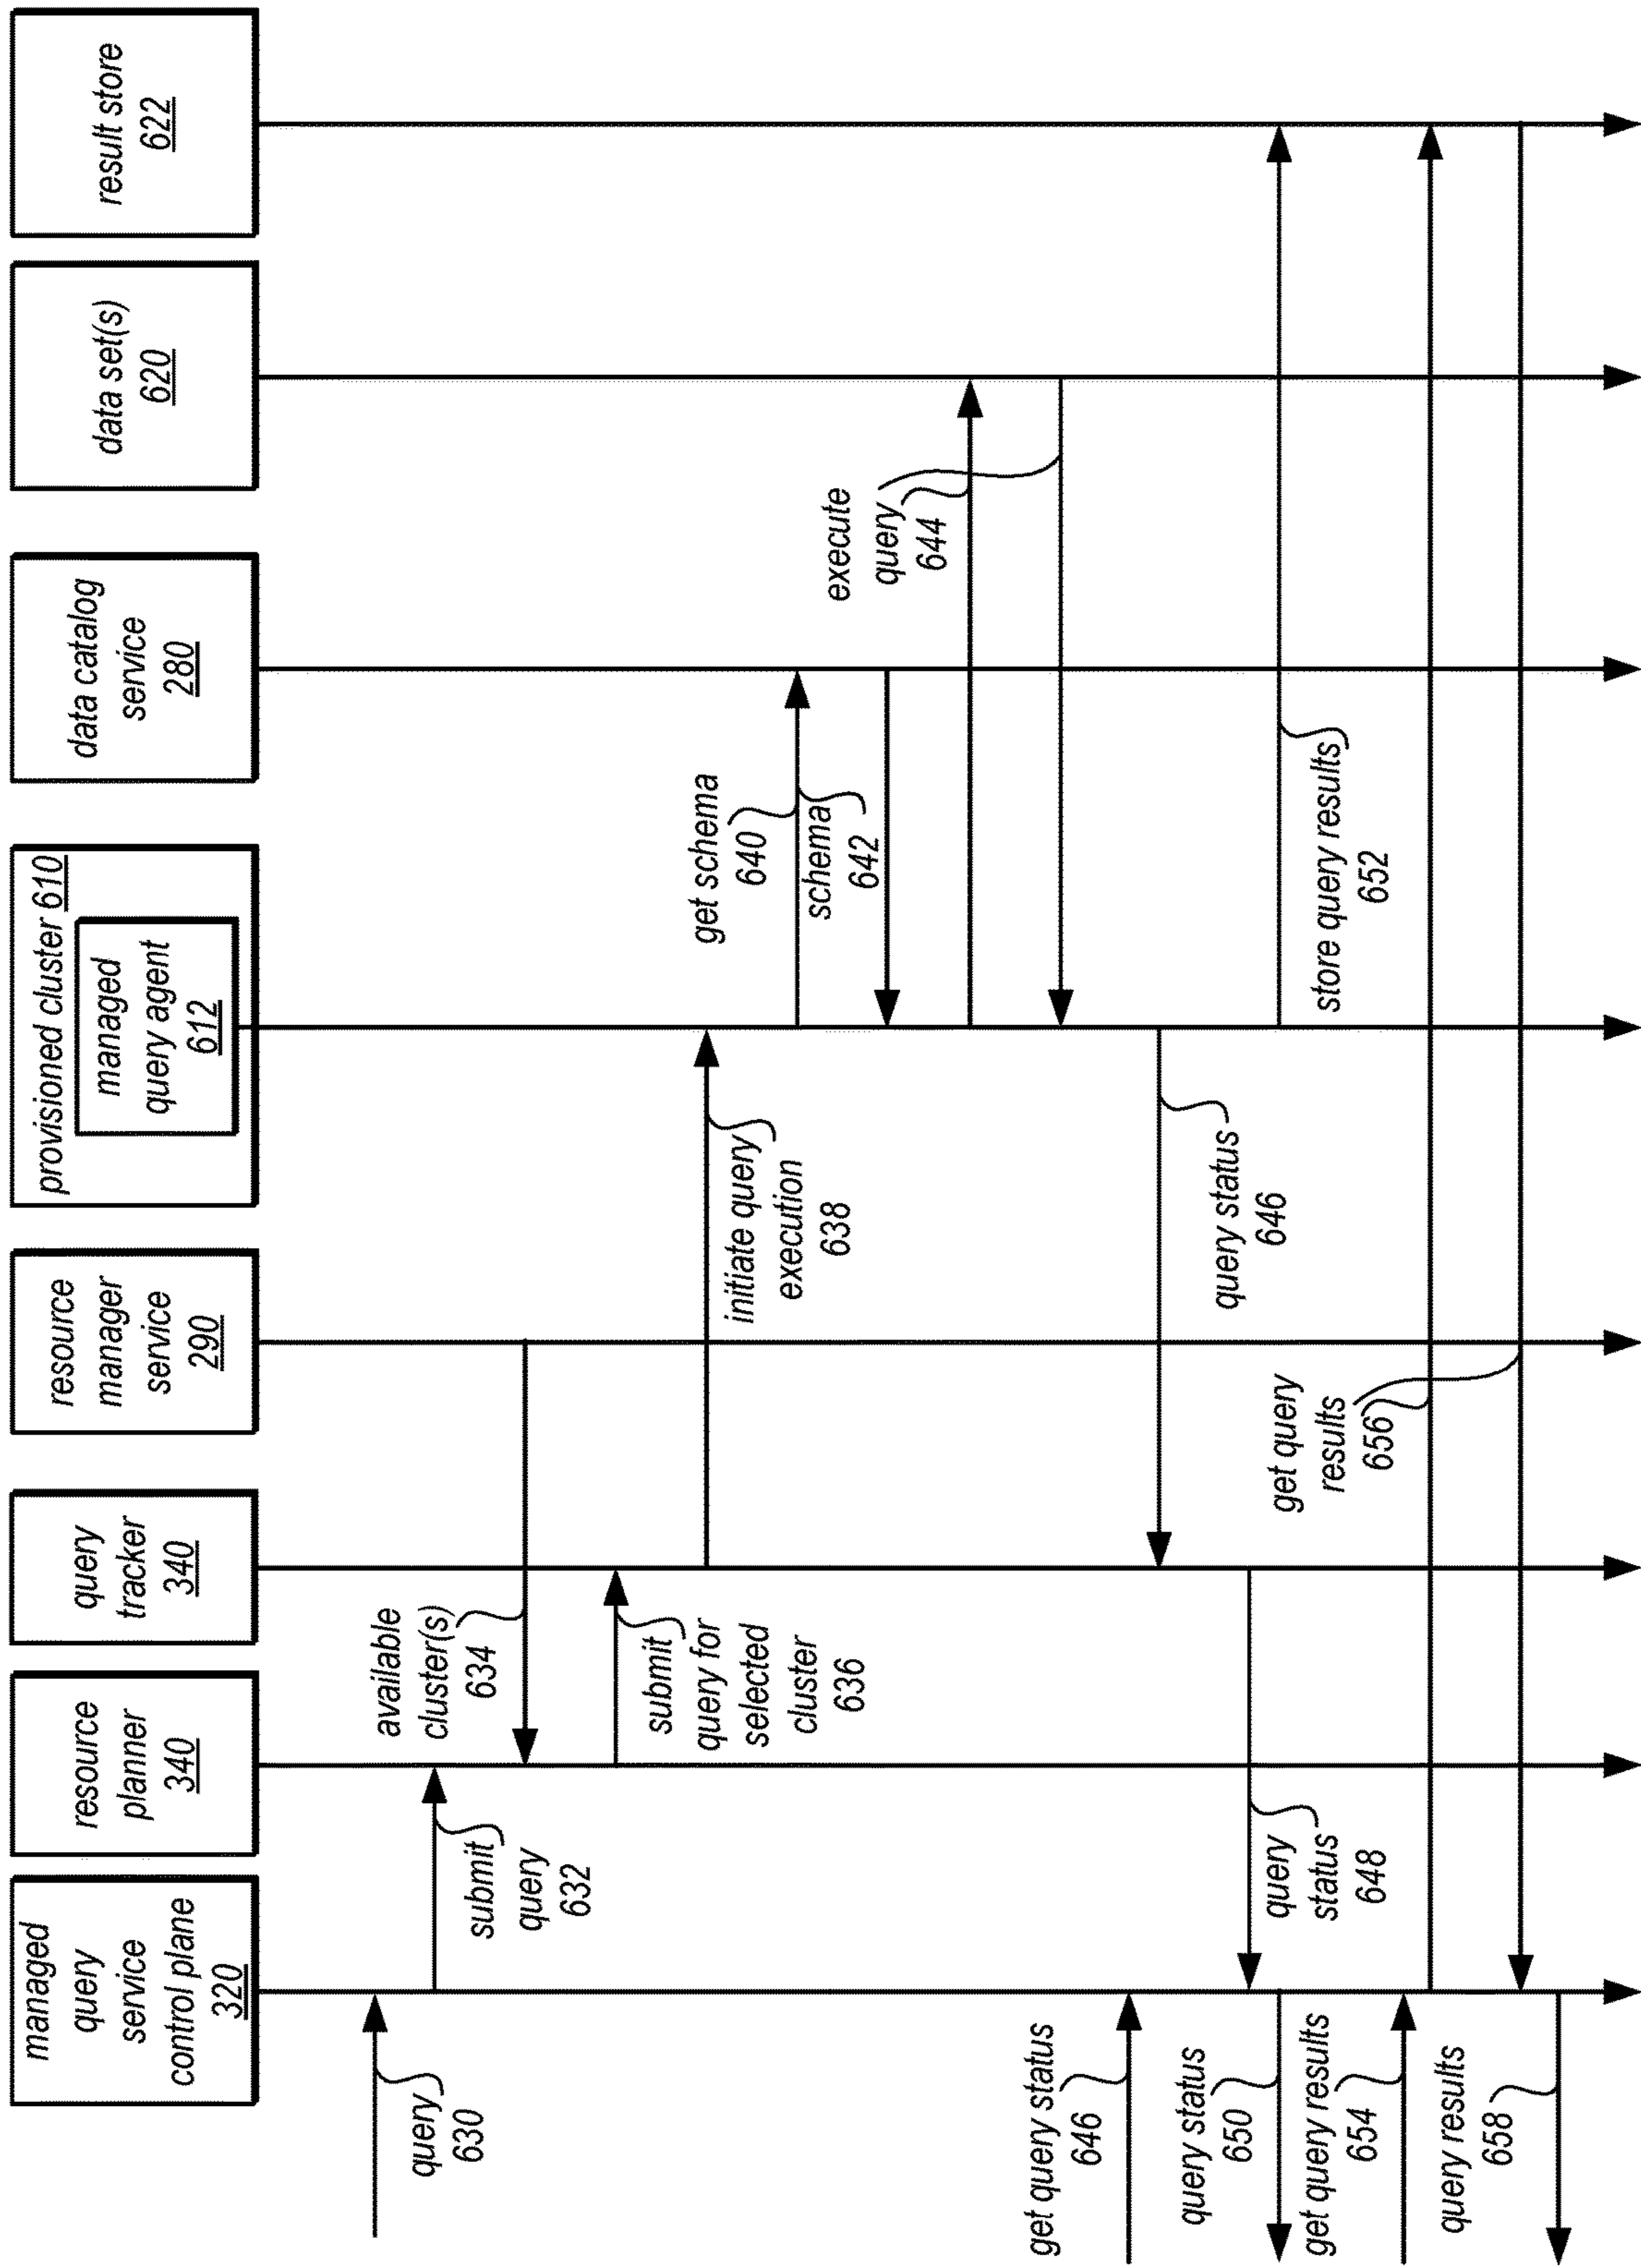 managed
query
service
control plane
320
resource
planner
340
query
tracker
340
resource
manager
service
290
provisioned cluster 610
managed
query agent
612
data catalog
service
280
data set(s)
620
result store
622
query
630
submit
query
632
available
cluster(s)
634
submit
query for
selected
cluster
636
initiate query
execution
638
get schema
640
schema
642
execute
query
644
get query status
646
query status
646
query
status
648
query status
650
store query results
652
get query results
654
get query
results
656
query results
658